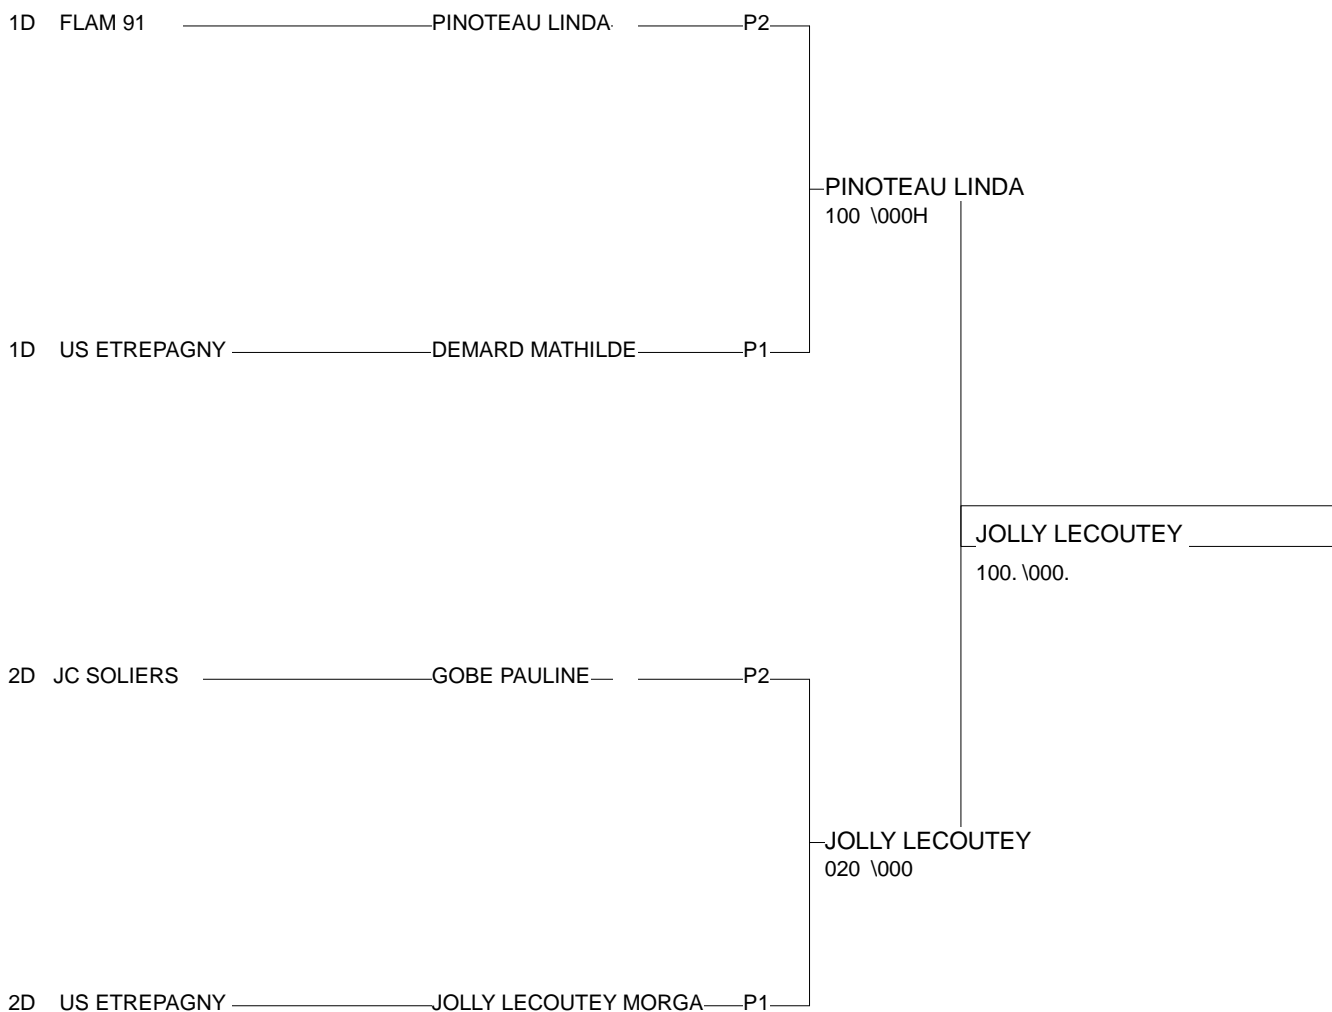 1D FLAM 91 PINOTEAU LINDA P2
PINOTEAU LINDA
100 \000H
1D US ETREPAGNY DEMARD MATHILDE P1
JOLLY LECOUTEY
100. \000.
2D JC SOLIERS GOBE PAULINE P2
JOLLY LECOUTEY
020 \000
2D US ETREPAGNY JOLLY LECOUTEY MORGA P1